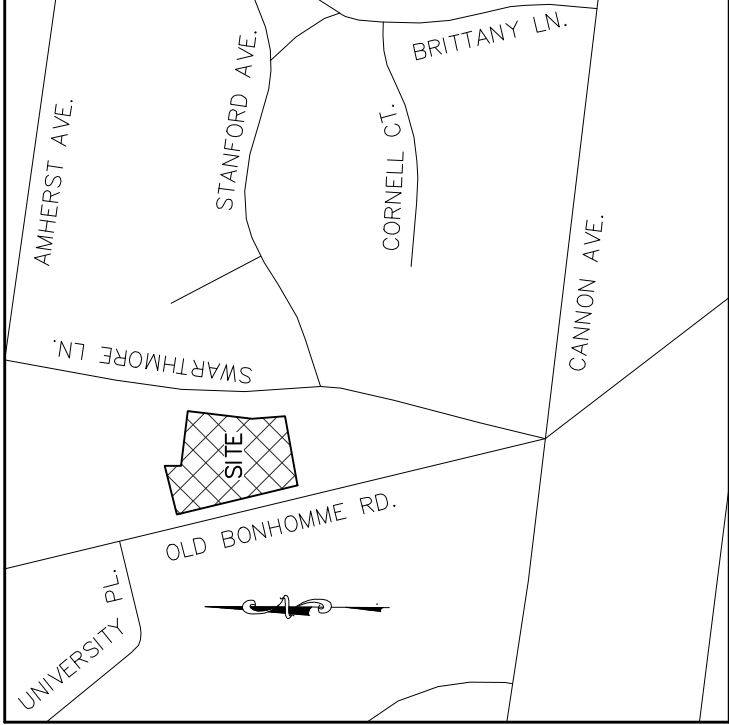 BRITTANY LN.
STANFORD AVE.
AMHERST AVE.
CORNELL CT.
CANNON AVE.
SWARTHMORE LN.
SITE
OLD BONHOMME RD.
UNIVERSITY PL.
N